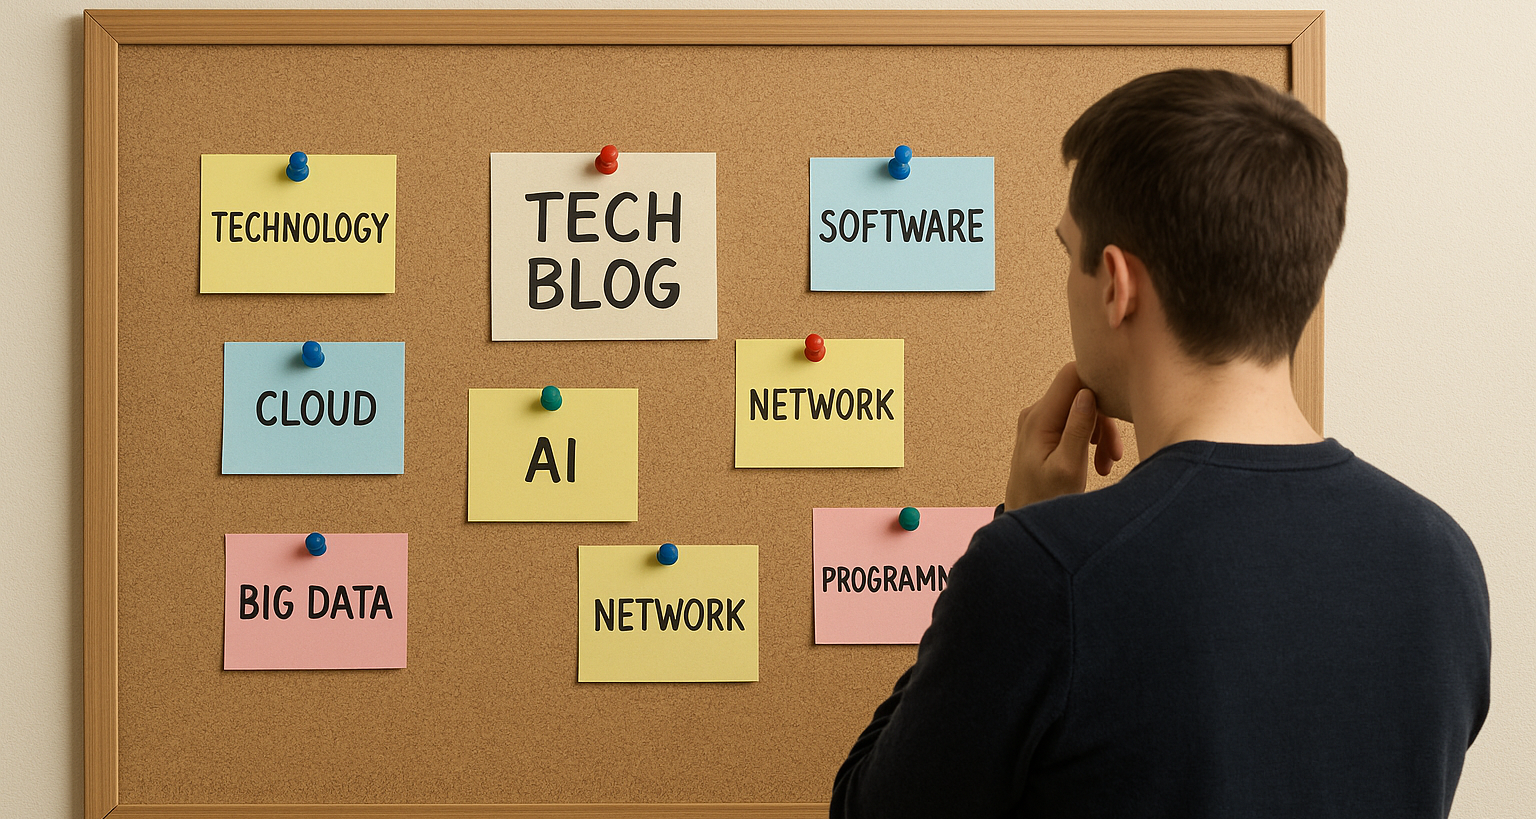 TECHNOLOGY
TECH
BLOG
SOFTWARE
CLOUD
AI
NETWORK
BIG DATA
NETWORK